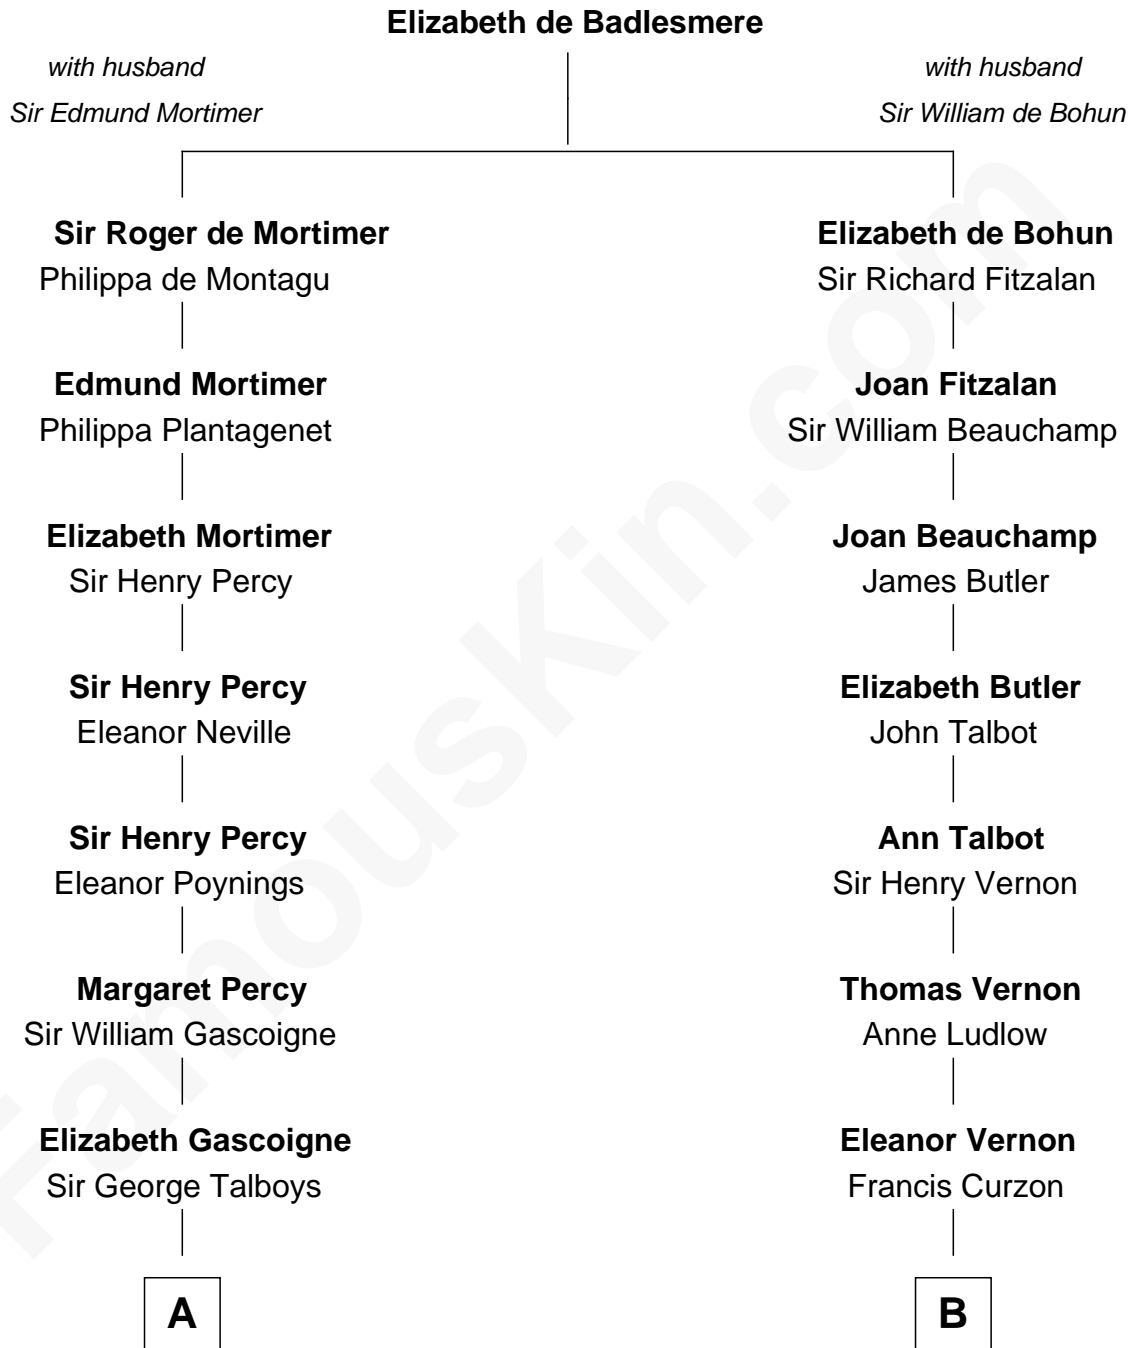 Elizabeth de Badlesmere
with husband
Sir Edmund Mortimer
with husband
Sir William de Bohun
Sir Roger de Mortimer
Philippa de Montagu
Elizabeth de Bohun
Sir Richard Fitzalan
Edmund Mortimer
Philippa Plantagenet
Joan Fitzalan
Sir William Beauchamp
Elizabeth Mortimer
Sir Henry Percy
Joan Beauchamp
James Butler
Sir Henry Percy
Eleanor Neville
Elizabeth Butler
John Talbot
Sir Henry Percy
Eleanor Poynings
Ann Talbot
Sir Henry Vernon
Margaret Percy
Sir William Gascoigne
Thomas Vernon
Anne Ludlow
Elizabeth Gascoigne
Sir George Talboys
Eleanor Vernon
Francis Curzon
A
B
FamousKin.com